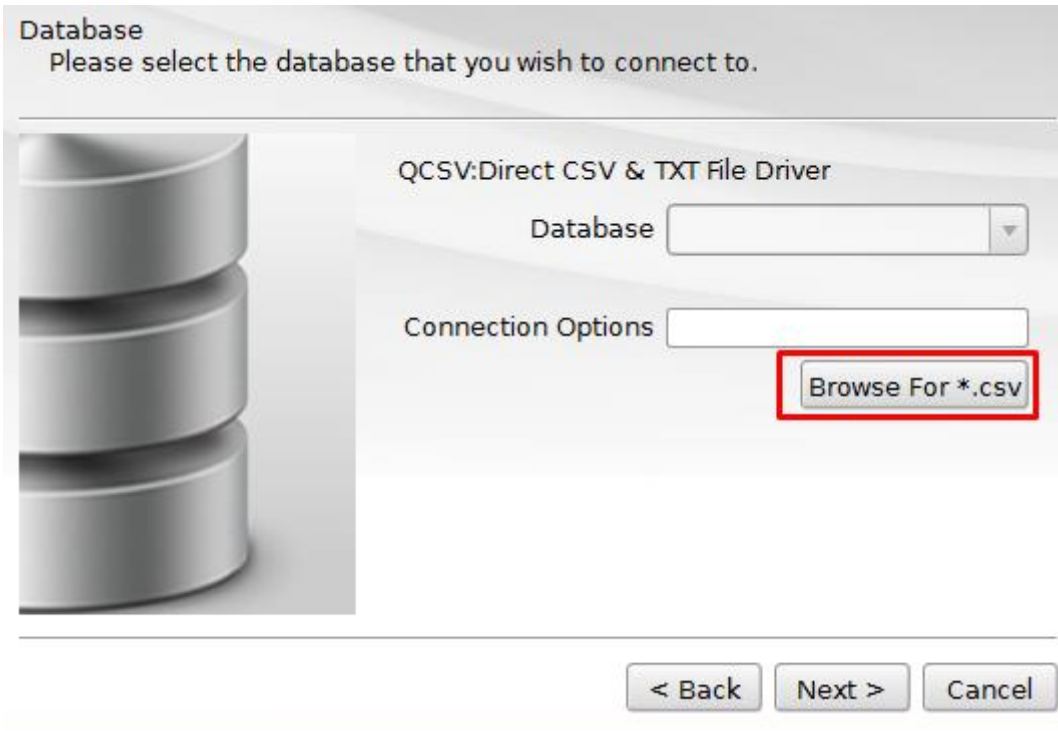 Database
Please select the database that you wish to connect to.
QCSV:Direct CSV & TXT File Driver
Database
Connection Options
Browse For *.csv
< Back Next > Cancel